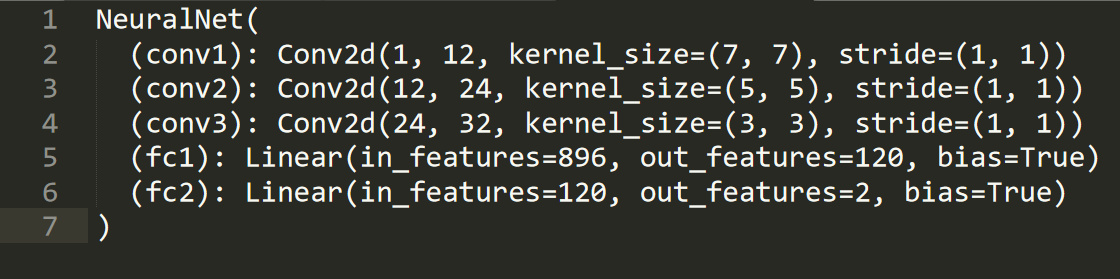 1 NeuralNet(
2 (conv1): Conv2d(1, 12, kernel_size=(7, 7), stride=(1, 1))
3 (conv2): Conv2d(12, 24, kernel_size=(5, 5), stride=(1, 1))
4 (conv3): Conv2d(24, 32, kernel_size=(3, 3), stride=(1, 1))
5 (fc1): Linear(in_features=896, out_features=120, bias=True)
6 (fc2): Linear(in_features=120, out_features=2, bias=True)
7 )